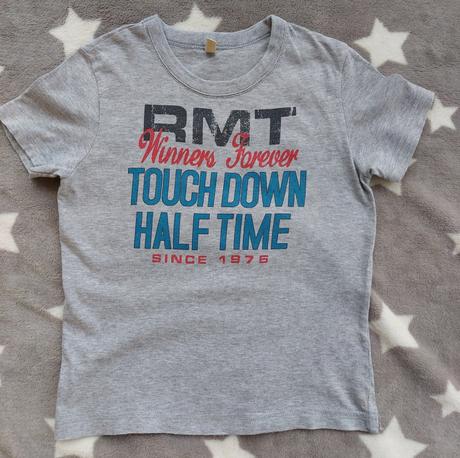 RMT
Winners Forever
TOUCH DOWN
HALF TIME
SINCE 1976